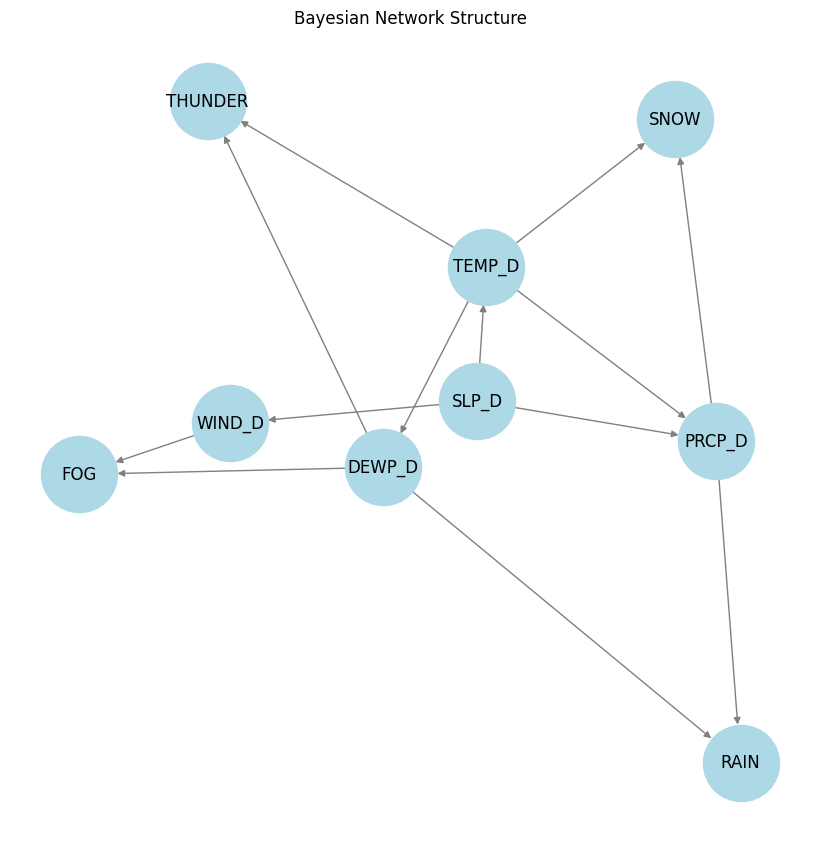 Bayesian Network Structure
THUNDER
SNOW
TEMP_D
SLP_D
WIND_D
PRCP_D
DEWP_D
FOG
RAIN